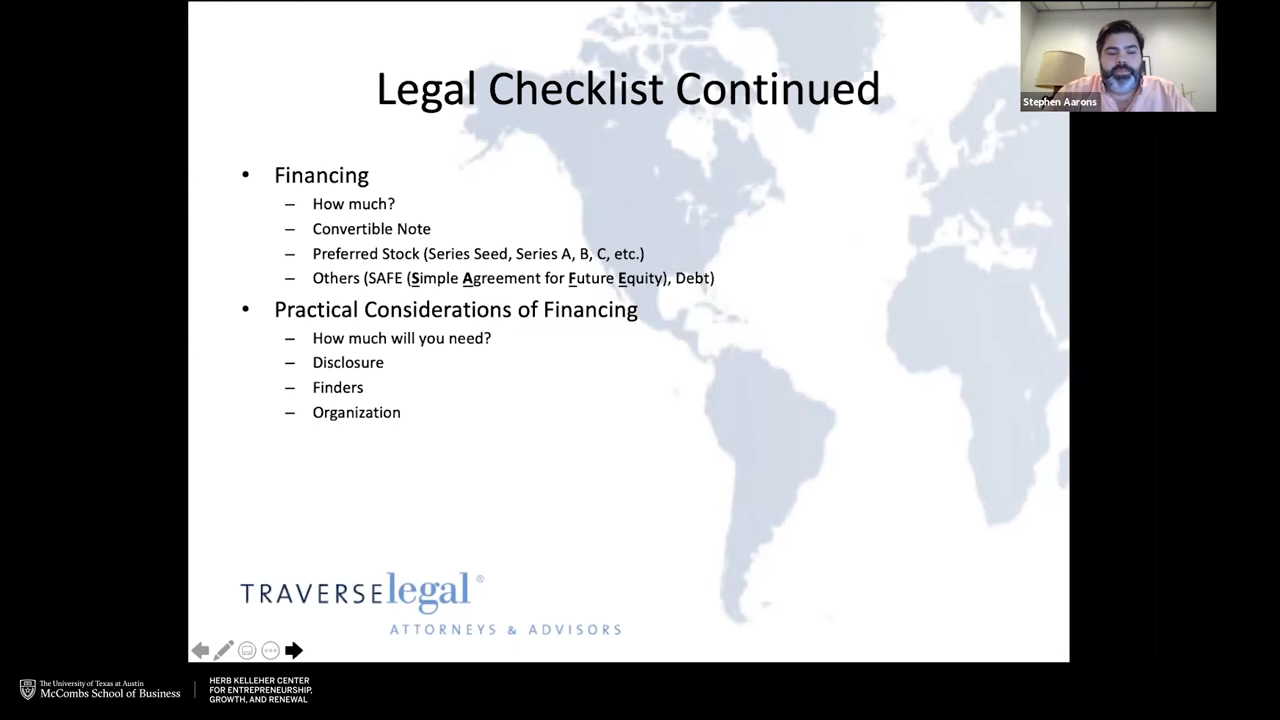 Legal Checklist Continued
Stephen Aarons
• Financing
– How much?
– Convertible Note
– Preferred Stock (Series Seed, Series A, B, C, etc.)
– Others (SAFE (Simple Agreement for Future Equity), Debt)
• Practical Considerations of Financing
– How much will you need?
– Disclosure
– Finders
– Organization
TRAVERSElegal®
ATTORNEYS & ADVISORS
The University of Texas at Austin
McCombs School of Business
HERB KELLEHER CENTER
FOR ENTREPRENEURSHIP,
GROWTH, AND RENEWAL